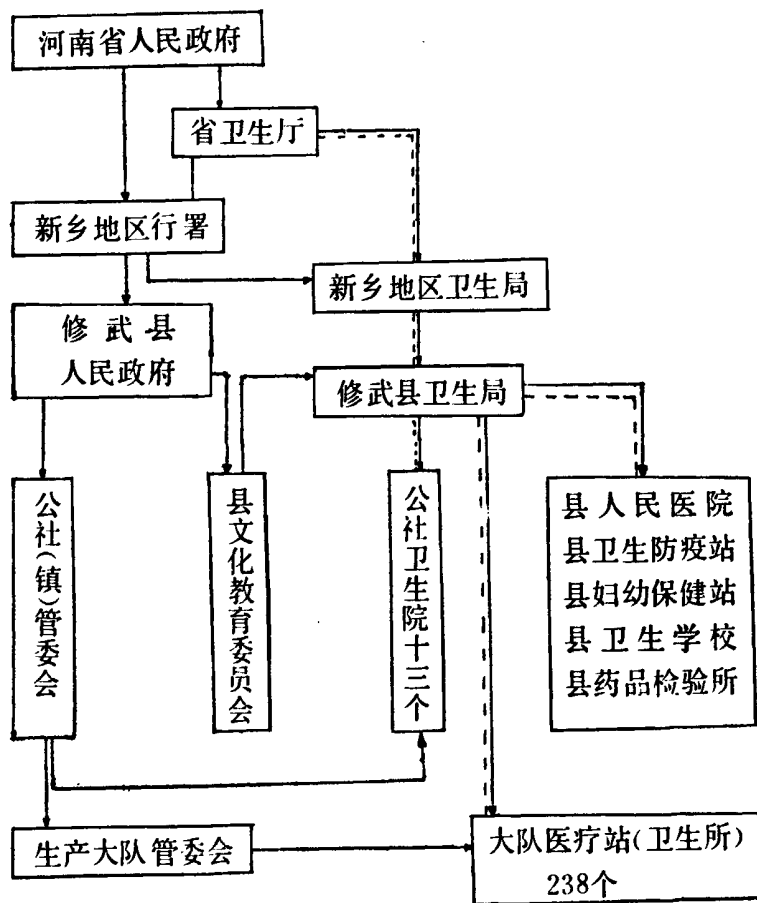 河南省人民政府
省卫生厅
新乡地区行署
新乡地区卫生局
修武县
人民政府
修武县卫生局
公社(镇)管委会
县文化教育委员会
公社卫生院十三个
县人民医院
县卫生防疫站
县妇幼保健站
县卫生学校
县药品检验所
生产大队管委会
大队医疗站(卫生所)
238个